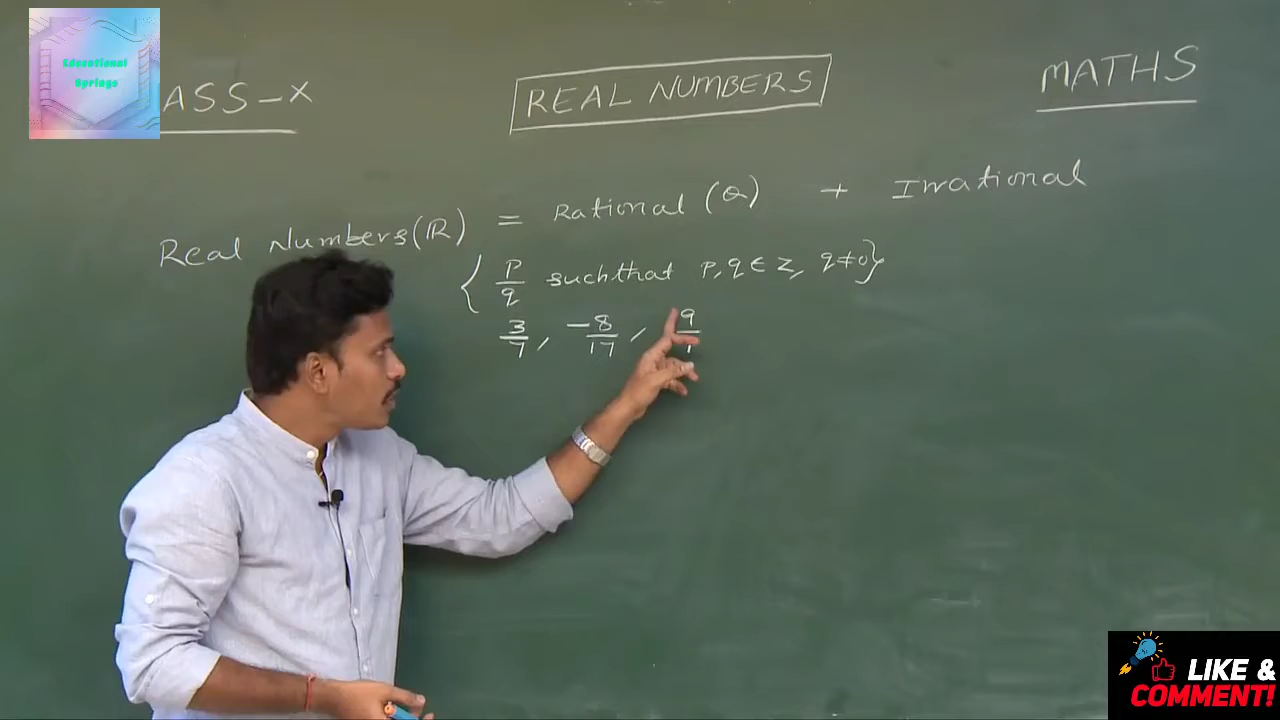 Educational
Springs
ASS-X
REAL NUMBERS
MATHS
Real Numbers(ℝ) = Rational (Q) + Irrational
{ p/q such that p, q ∈ Z, q ≠ 0}
3/7, -8/17, 9/1
LIKE &
COMMENT!